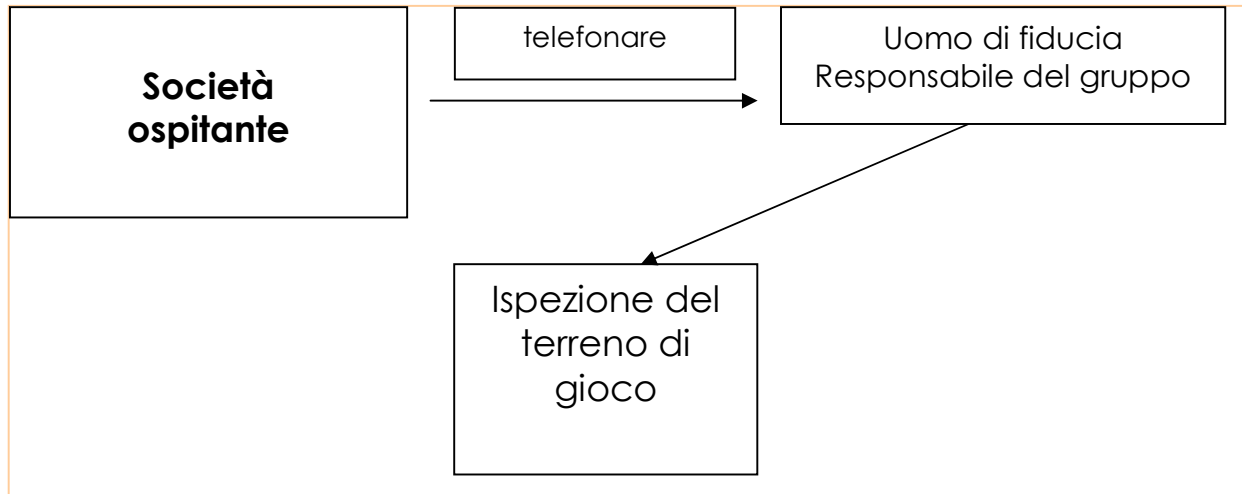 Società
ospitante
telefonare
Uomo di fiducia
Responsabile del gruppo
Ispezione del
terreno di
gioco